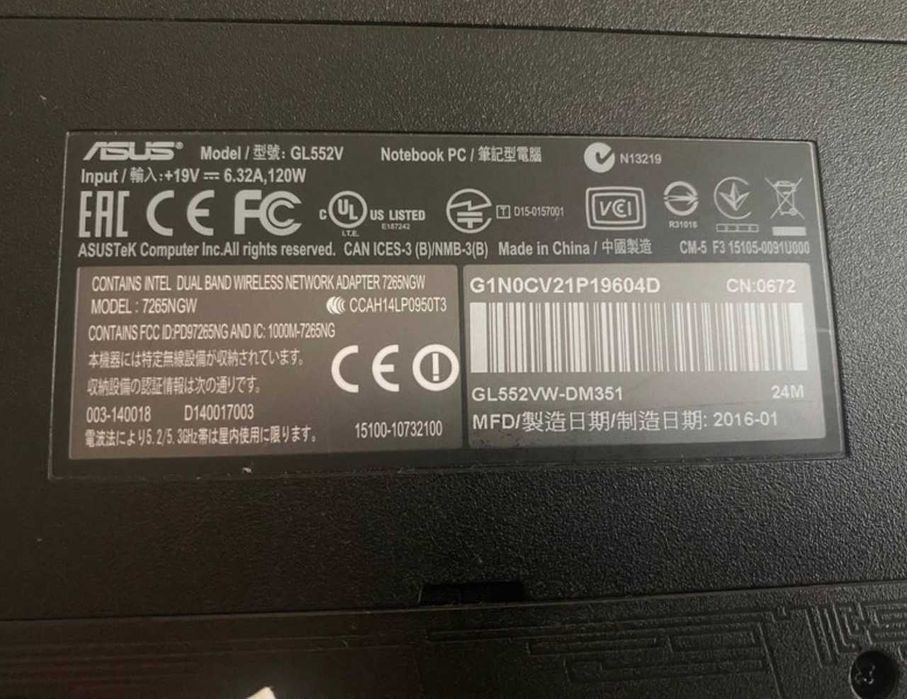 ASUS Model / 型號: GL552V Notebook PC / 筆記型電腦 N13219
Input / 輸入:+19V ⎓ 6.32A,120W
EAC CE FC c UL US LISTED I.T.E. E187242 T D15-0157001 VCI R31016
ASUSTeK Computer Inc.All rights reserved. CAN ICES-3 (B)/NMB-3(B) Made in China / 中國製造 CM-5 F3 15105-0091U000
CONTAINS INTEL DUAL BAND WIRELESS NETWORK ADAPTER 7265NGW
MODEL : 7265NGW CCAH14LP0950T3
CONTAINS FCC ID:PD97265NG AND IC: 1000M-7265NG
本機器には特定無線設備が収納されています。
収納設備の認証情報は次の通りです。
003-140018 D140017003
電波法により5.2/5.3GHz帯は屋内使用に限ります。 15100-10732100
CE
G1N0CV21P19604D CN:0672
GL552VW-DM351 24M
MFD/製造日期/制造日期: 2016-01